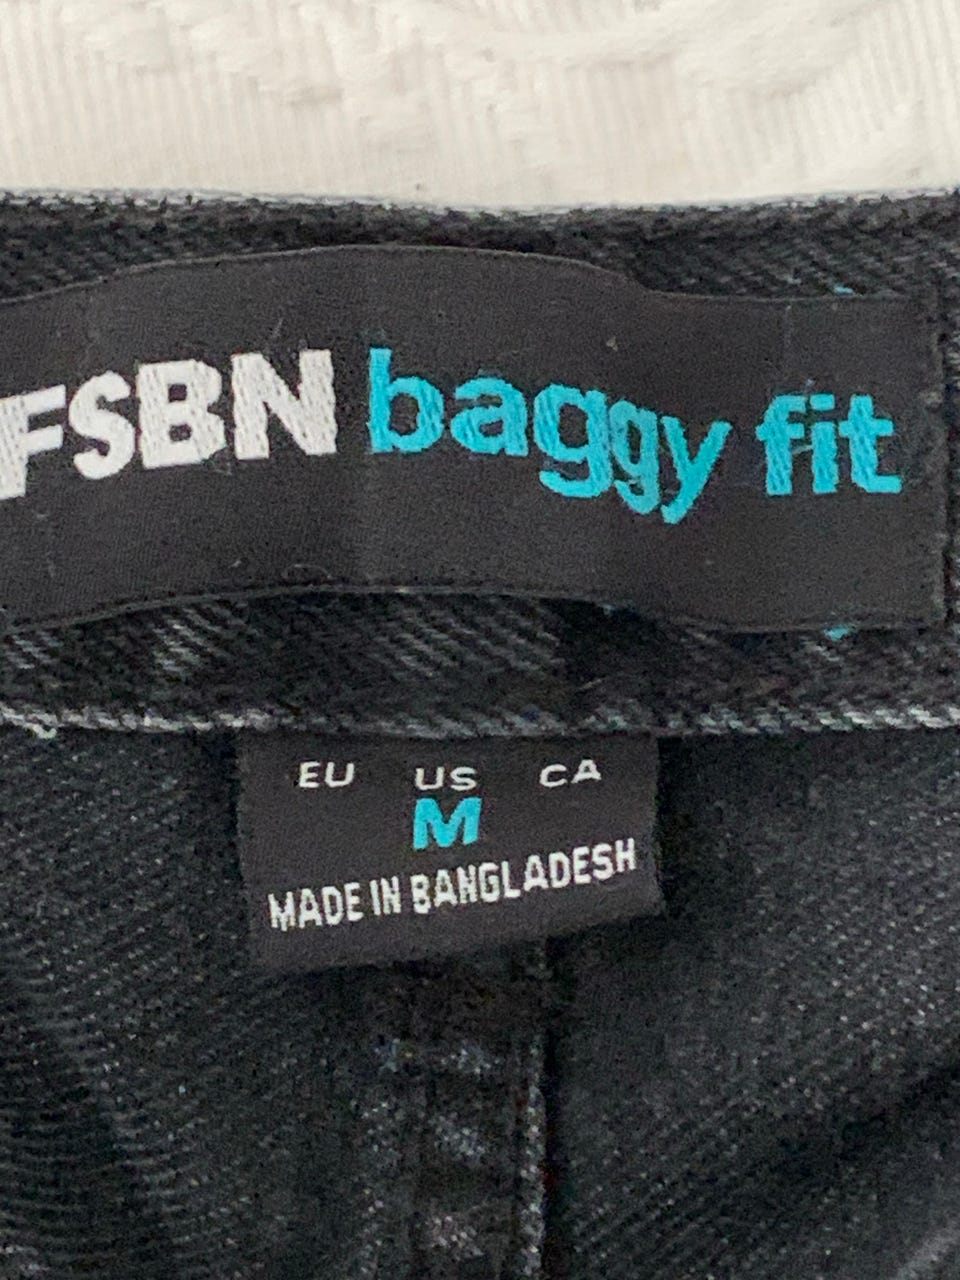 FSBN baggy fit
EU US CA
M
MADE IN BANGLADESH